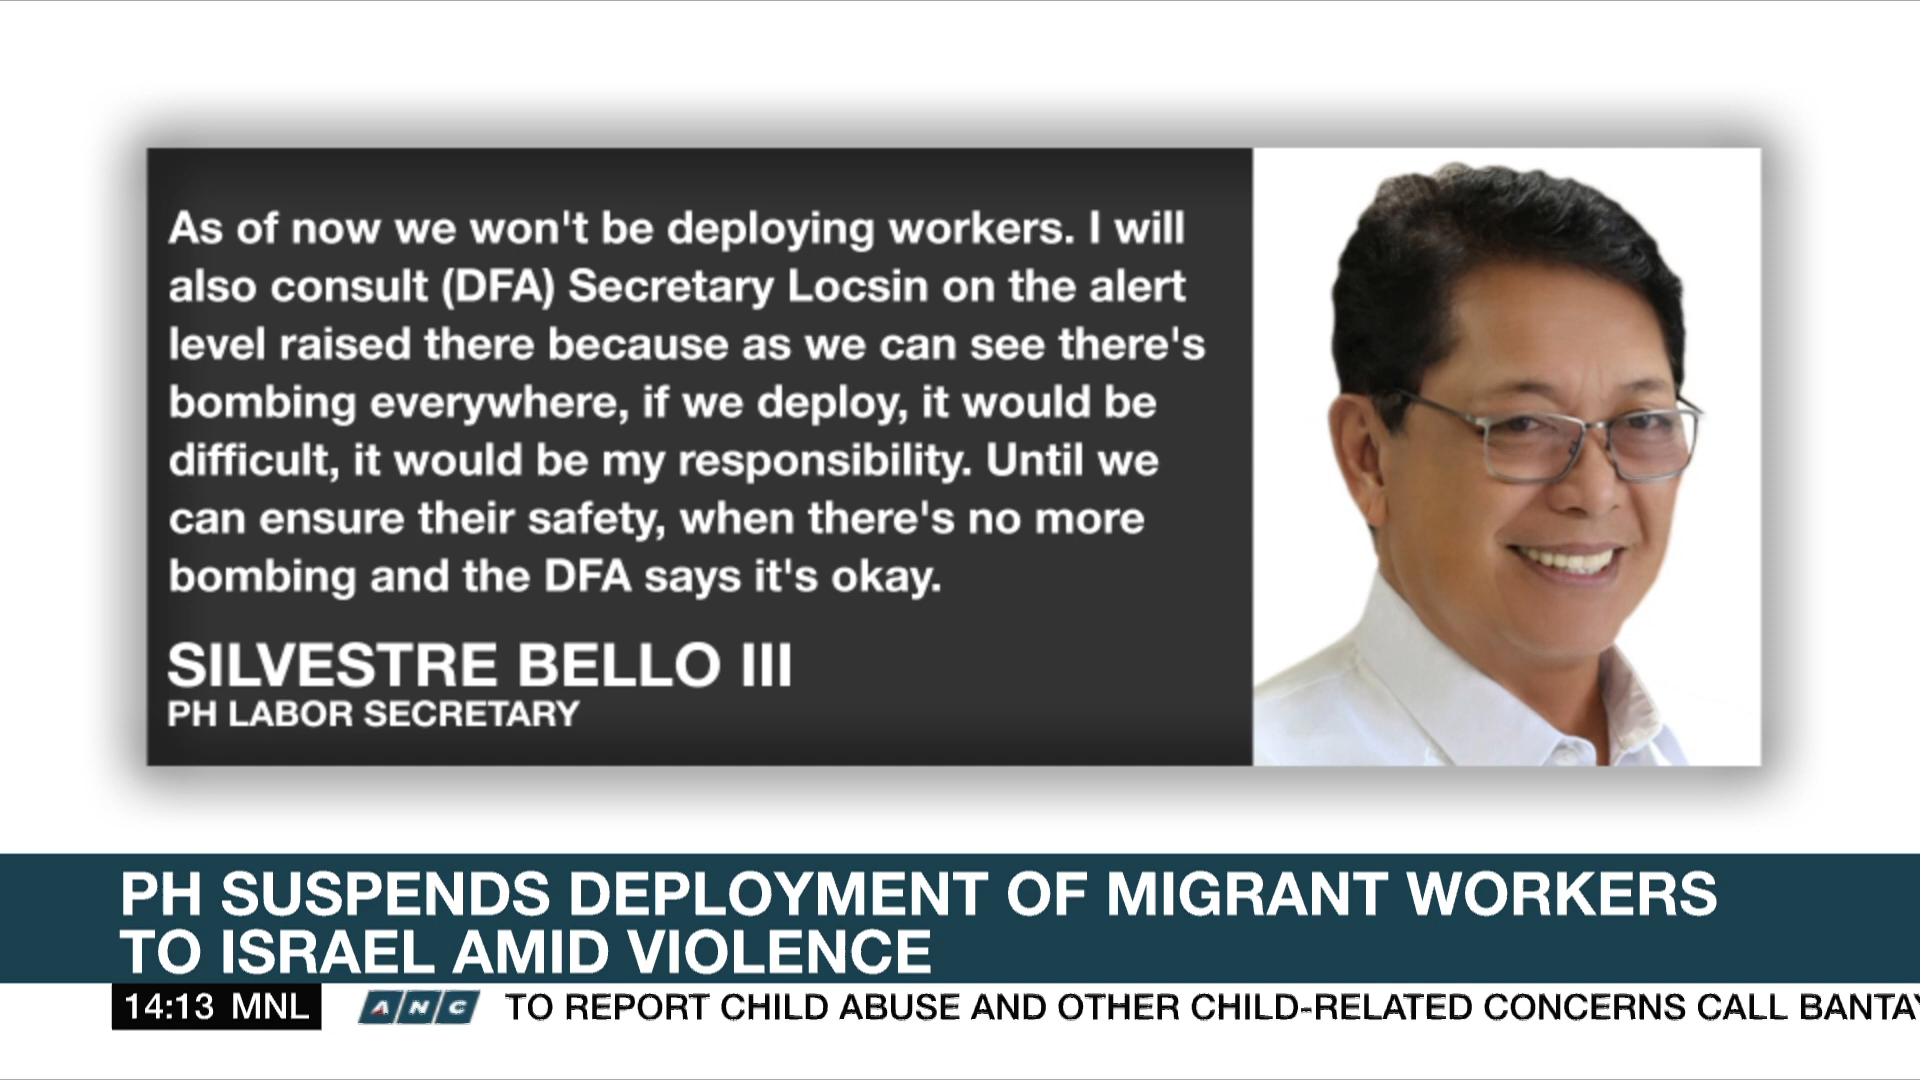 As of now we won't be deploying workers. I will
also consult (DFA) Secretary Locsin on the alert
level raised there because as we can see there's
bombing everywhere, if we deploy, it would be
difficult, it would be my responsibility. Until we
can ensure their safety, when there's no more
bombing and the DFA says it's okay.
SILVESTRE BELLO III
PH LABOR SECRETARY
PH SUSPENDS DEPLOYMENT OF MIGRANT WORKERS
TO ISRAEL AMID VIOLENCE
14:13 MNL ANC TO REPORT CHILD ABUSE AND OTHER CHILD-RELATED CONCERNS CALL BANTAY